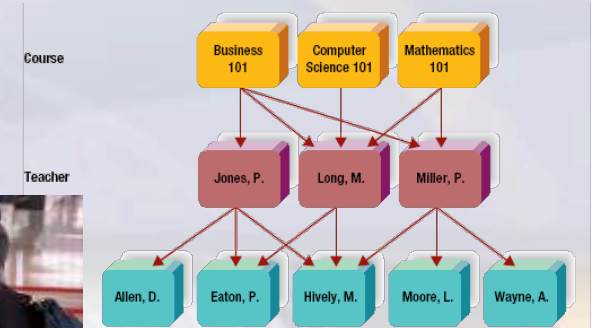 Course
Business
101
Computer
Science 101
Mathematics
101
Teacher
Jones, P.
Long, M.
Miller, P.
Allen, D.
Eaton, P.
Hively, M.
Moore, L.
Wayne, A.